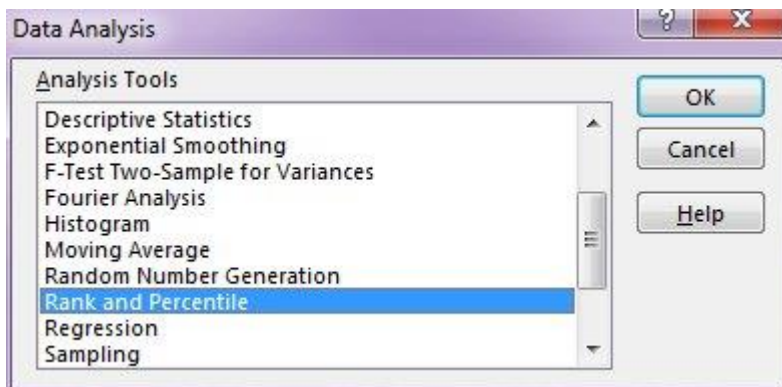 Data Analysis
Analysis Tools
Descriptive Statistics
Exponential Smoothing
F-Test Two-Sample for Variances
Fourier Analysis
Histogram
Moving Average
Random Number Generation
Rank and Percentile
Regression
Sampling
OK
Cancel
Help